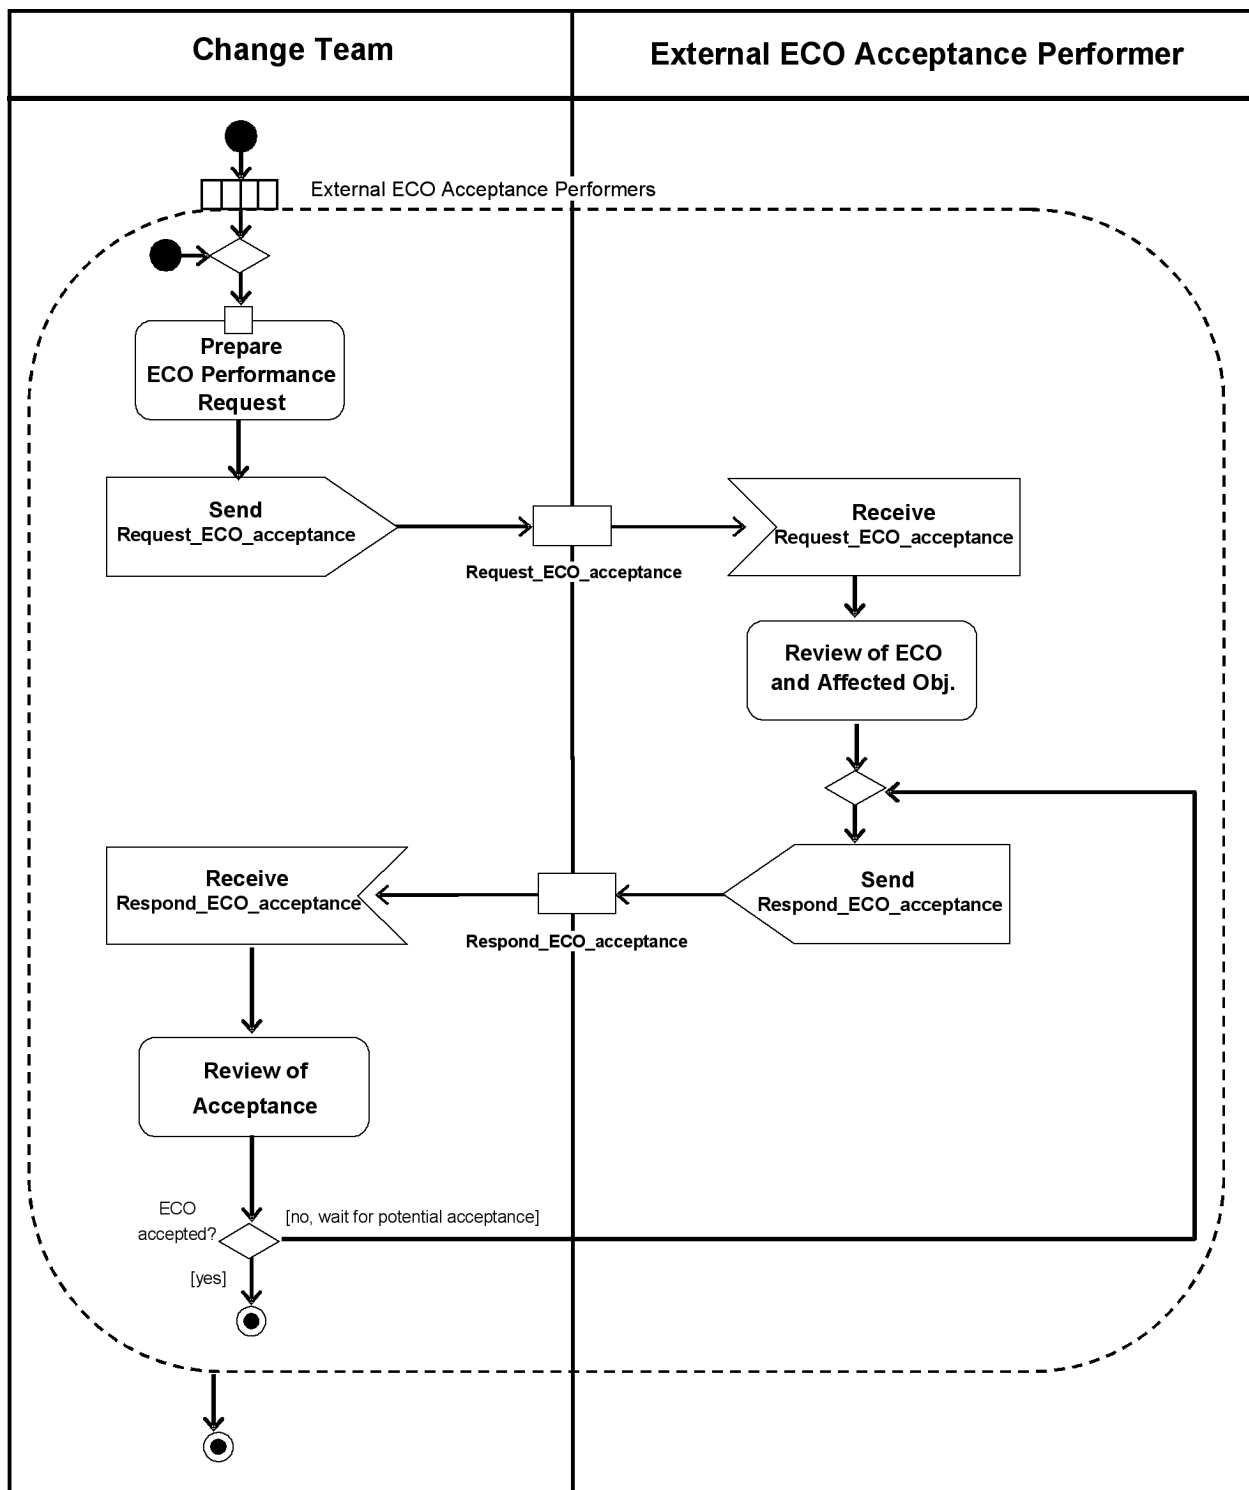 Change Team
External ECO Acceptance Performer
External ECO Acceptance Performers
Prepare
ECO Performance
Request
Send
Request_ECO_acceptance
Request_ECO_acceptance
Receive
Request_ECO_acceptance
Review of ECO
and Affected Obj.
Receive
Respond_ECO_acceptance
Respond_ECO_acceptance
Send
Respond_ECO_acceptance
Review of
Acceptance
ECO
accepted?
[no, wait for potential acceptance]
[yes]